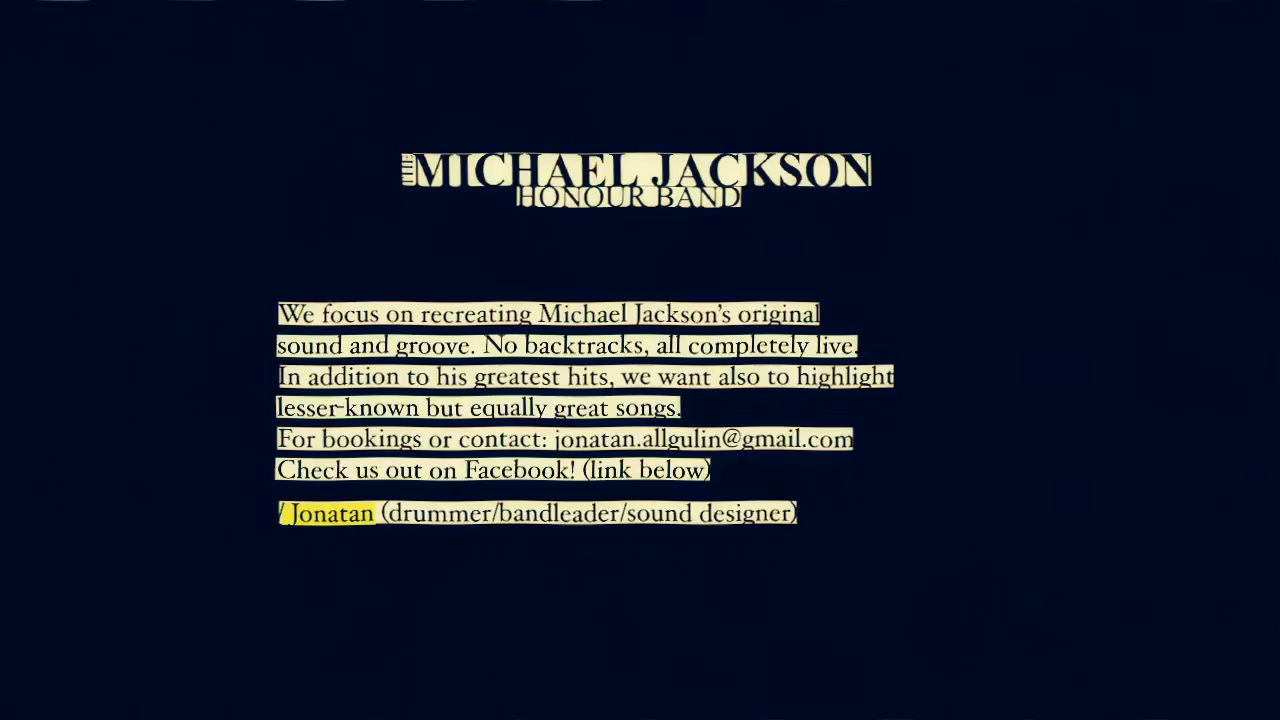 THE MICHAEL JACKSON
HONOUR BAND
We focus on recreating Michael Jackson's original
sound and groove. No backtracks, all completely live.
In addition to his greatest hits, we want also to highlight
lesser-known but equally great songs.
For bookings or contact: jonatan.allgulin@gmail.com
Check us out on Facebook! (link below)
/ Jonatan (drummer/bandleader/sound designer)